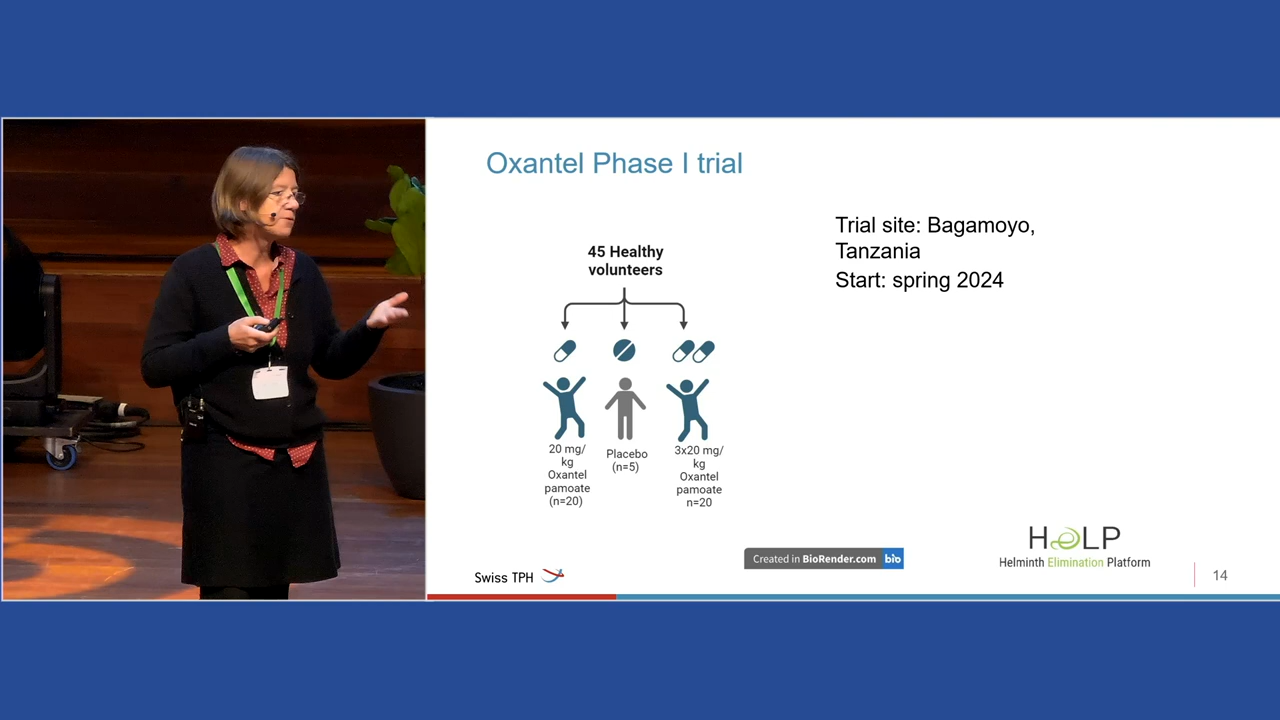 Oxantel Phase I trial
Trial site: Bagamoyo,
Tanzania
Start: spring 2024
45 Healthy
volunteers
20 mg/
kg
Oxantel
pamoate
(n=20)
Placebo
(n=5)
3x20 mg/
kg
Oxantel
pamoate
n=20
Created in BioRender.com bio
HeLP
Helminth Elimination Platform
Swiss TPH
14